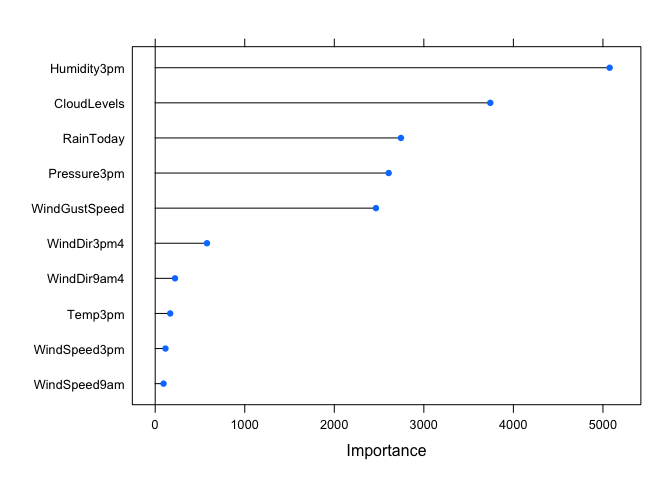 Humidity3pm
CloudLevels
RainToday
Pressure3pm
WindGustSpeed
WindDir3pm4
WindDir9am4
Temp3pm
WindSpeed3pm
WindSpeed9am
0 1000 2000 3000 4000 5000
Importance